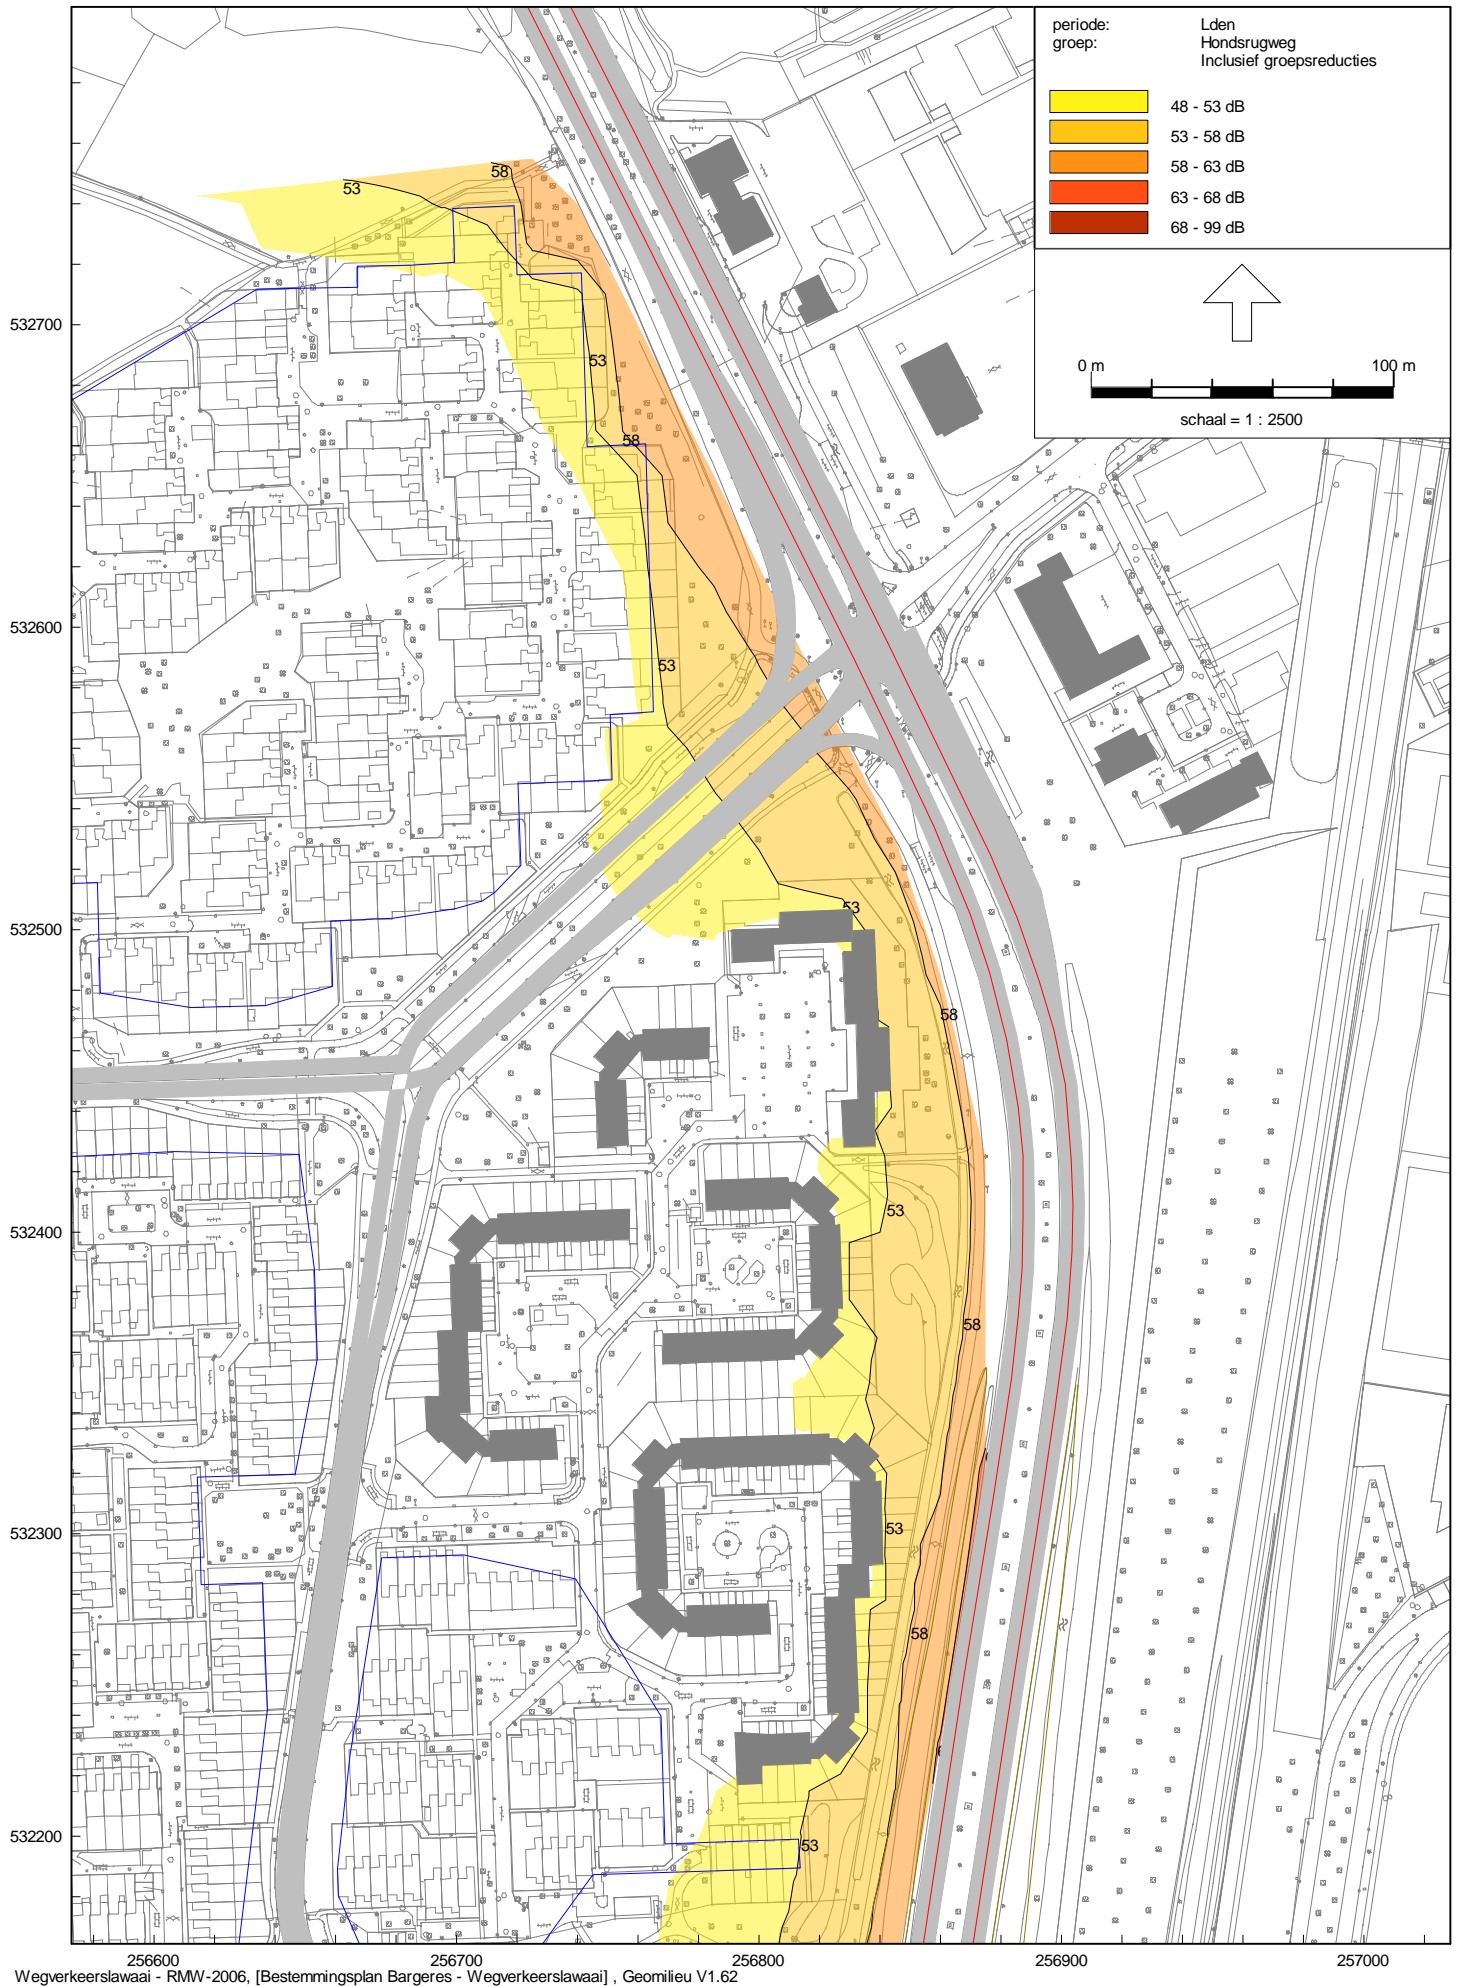 periode: Lden
groep: Hondsrugweg
Inclusief groepsreducties
48 - 53 dB
53 - 58 dB
58 - 63 dB
63 - 68 dB
68 - 99 dB
0 m 100 m
schaal = 1 : 2500
58
53
532700
53
58
532600
53
532500
53
58
532400
53
58
532300
53
58
532200
53
256600 256700 256800 256900 257000
Wegverkeerslawaai - RMW-2006, [Bestemmingsplan Bargeres - Wegverkeerslawaai] , Geomilieu V1.62